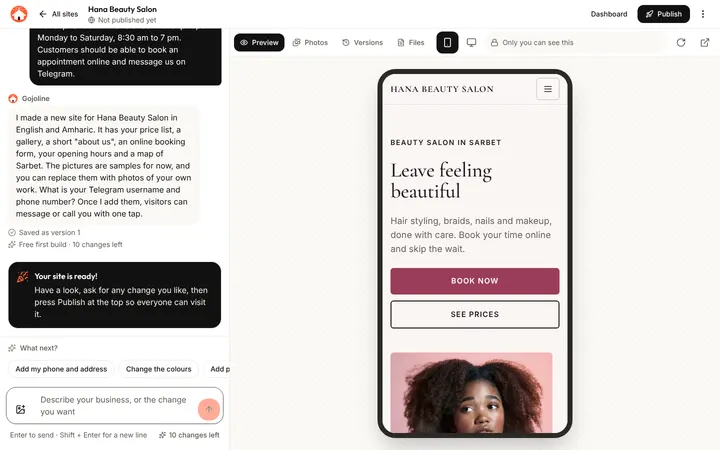 All sites
Hana Beauty Salon
Not published yet
Dashboard
Publish
Monday to Saturday, 8:30 am to 7 pm.
Customers should be able to book an
appointment online and message us on
Telegram.
Gojoline
I made a new site for Hana Beauty Salon in
English and Amharic. It has your price list, a
gallery, a short "about us", an online booking
form, your opening hours and a map of
Sarbet. The pictures are samples for now, and
you can replace them with photos of your own
work. What is your Telegram username and
phone number? Once I add them, visitors can
message or call you with one tap.
Saved as version 1
Free first build · 10 changes left
Your site is ready!
Have a look, ask for any change you like, then
press Publish at the top so everyone can visit
it.
What next?
Add my phone and address
Change the colours
Add p
Describe your business, or the change
you want
Enter to send · Shift + Enter for a new line
10 changes left
Preview
Photos
Versions
Files
Only you can see this
HANA BEAUTY SALON
BEAUTY SALON IN SARBET
Leave feeling
beautiful
Hair styling, braids, nails and makeup,
done with care. Book your time online
and skip the wait.
BOOK NOW
SEE PRICES